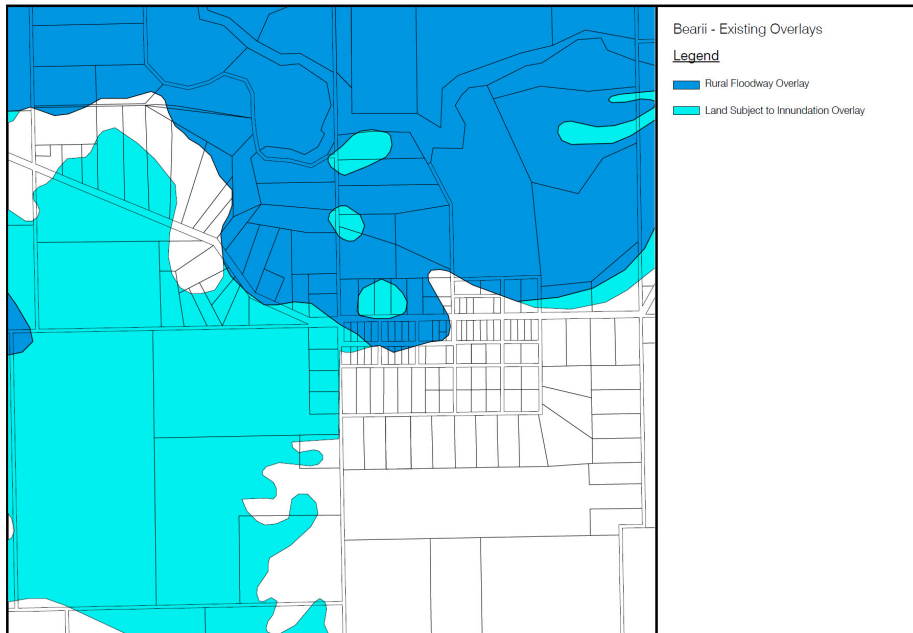 Bearii - Existing Overlays
Legend
Rural Floodway Overlay
Land Subject to Innundation Overlay